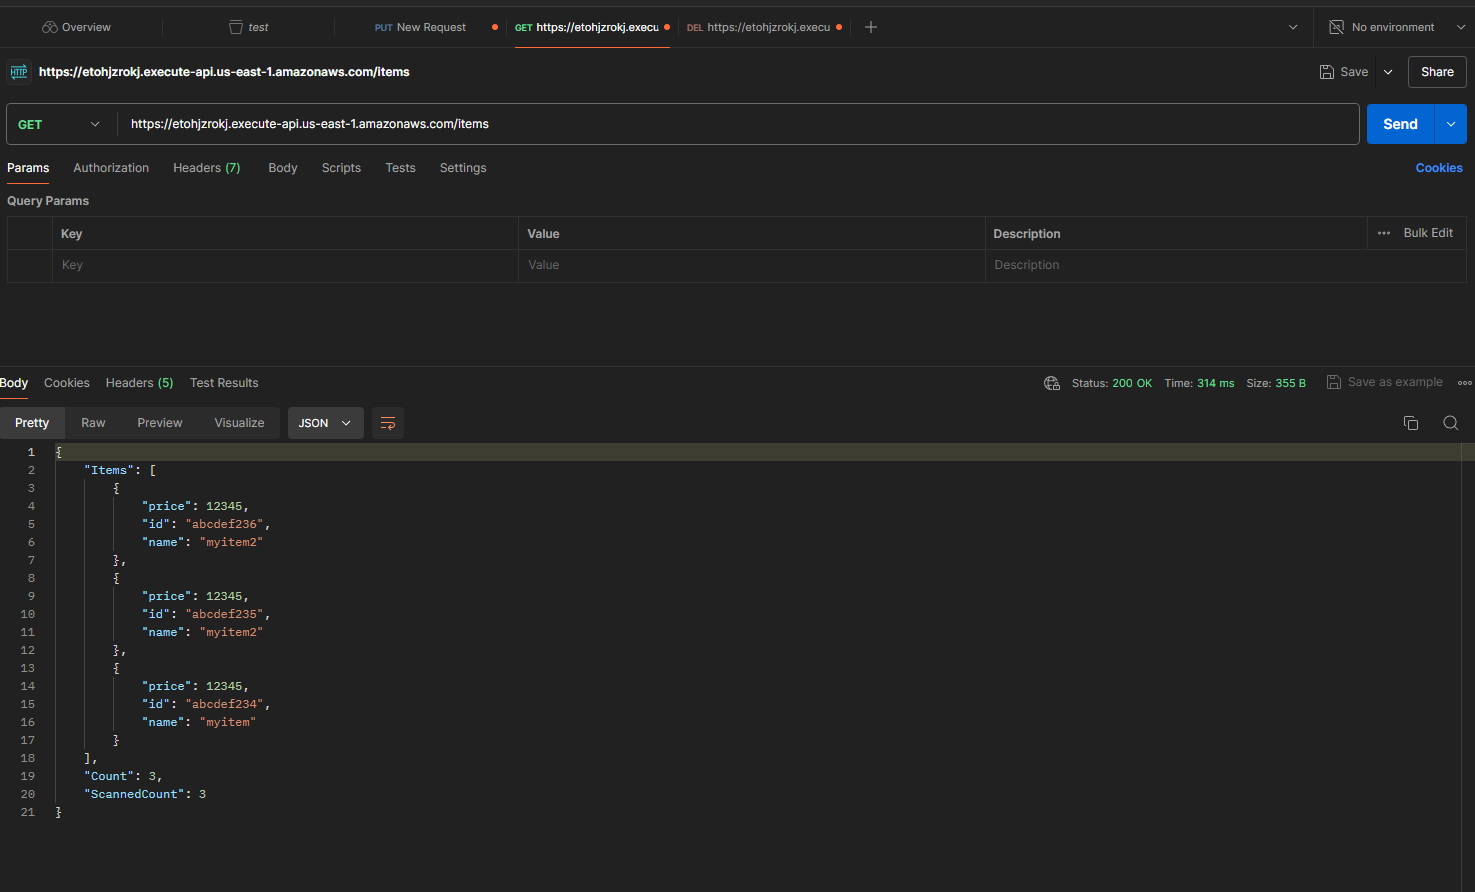 Overview test PUT New Request GET https://etohjzrokj.execu DEL https://etohjzrokj.execu No environment
HTTP https://etohjzrokj.execute-api.us-east-1.amazonaws.com/items Save Share
GET https://etohjzrokj.execute-api.us-east-1.amazonaws.com/items Send
Params Authorization Headers (7) Body Scripts Tests Settings Cookies
Query Params
Key Value Description Bulk Edit
Key Value Description
Body Cookies Headers (5) Test Results Status: 200 OK Time: 314 ms Size: 355 B Save as example
Pretty Raw Preview Visualize JSON
1 {
2 "Items": [
3 {
4 "price": 12345,
5 "id": "abcdef236",
6 "name": "myitem2"
7 },
8 {
9 "price": 12345,
10 "id": "abcdef235",
11 "name": "myitem2"
12 },
13 {
14 "price": 12345,
15 "id": "abcdef234",
16 "name": "myitem"
17 }
18 ],
19 "Count": 3,
20 "ScannedCount": 3
21 }